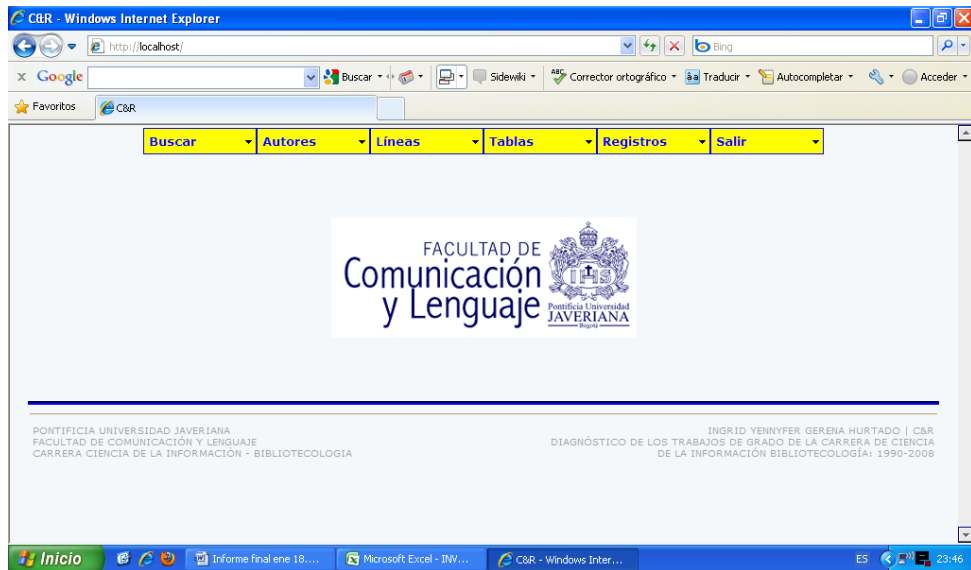 C&R - Windows Internet Explorer
http://localhost/
Bing
x Google Buscar Sidewiki ABC Corrector ortográfico Traducir Autocompletar Acceder
Favoritos C&R
Buscar Autores Líneas Tablas Registros Salir
FACULTAD DE
Comunicación
y Lenguaje
IHS
Pontificia Universidad
JAVERIANA
Bogotá
PONTIFICIA UNIVERSIDAD JAVERIANA
FACULTAD DE COMUNICACIÓN Y LENGUAJE
CARRERA CIENCIA DE LA INFORMACIÓN - BIBLIOTECOLOGIA
INGRID YENNYFER GERENA HURTADO | C&R
DIAGNÓSTICO DE LOS TRABAJOS DE GRADO DE LA CARRERA DE CIENCIA
DE LA INFORMACIÓN BIBLIOTECOLOGÍA: 1990-2008
Inicio Informe final ene 18.... Microsoft Excel - INV... C&R - Windows Inter... ES 23:46